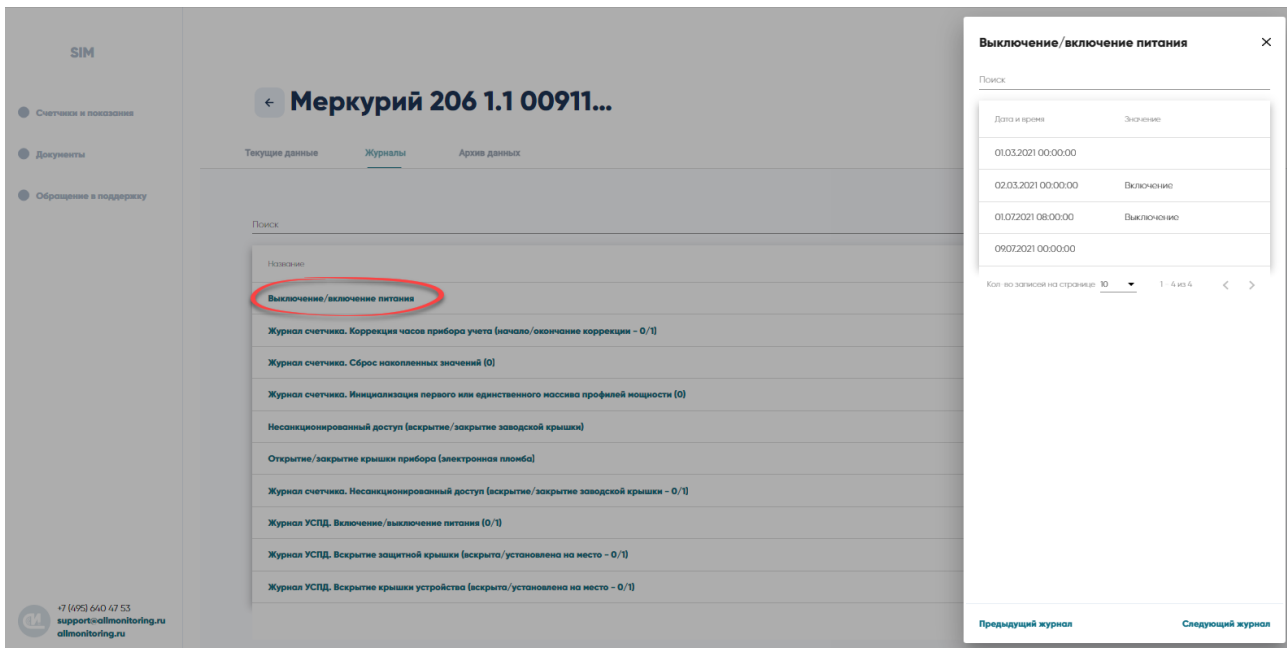 SIM
Счетчики и показания
Документы
Обращение в поддержку
+7 (495) 640 47 53
support@allmonitoring.ru
allmonitoring.ru
← Меркурий 206 1.1 00911...
Текущие данные Журналы Архив данных
Поиск
Название
Выключение/включение питания
Журнал счетчика. Коррекция часов прибора учета (начало/окончание коррекции - 0/1)
Журнал счетчика. Сброс накопленных значений (0)
Журнал счетчика. Инициализация первого или единственного массива профилей мощности (0)
Несанкционированный доступ (вскрытие/закрытие заводской крышки)
Открытие/закрытие крышки прибора (электронная пломба)
Журнал счетчика. Несанкционированный доступ (вскрытие/закрытие заводской крышки - 0/1)
Журнал УСПД. Включение/выключение питания (0/1)
Журнал УСПД. Вскрытие защитной крышки (вскрыта/установлена на место - 0/1)
Журнал УСПД. Вскрытие крышки устройства (вскрыта/установлена на место - 0/1)
Выключение/включение питания
Поиск
Дата и время Значение
01.03.2021 00:00:00
02.03.2021 00:00:00 Включение
01.07.2021 08:00:00 Выключение
09.07.2021 00:00:00
Кол-во записей на странице 10 1-4 из 4
Предыдущий журнал Следующий журнал